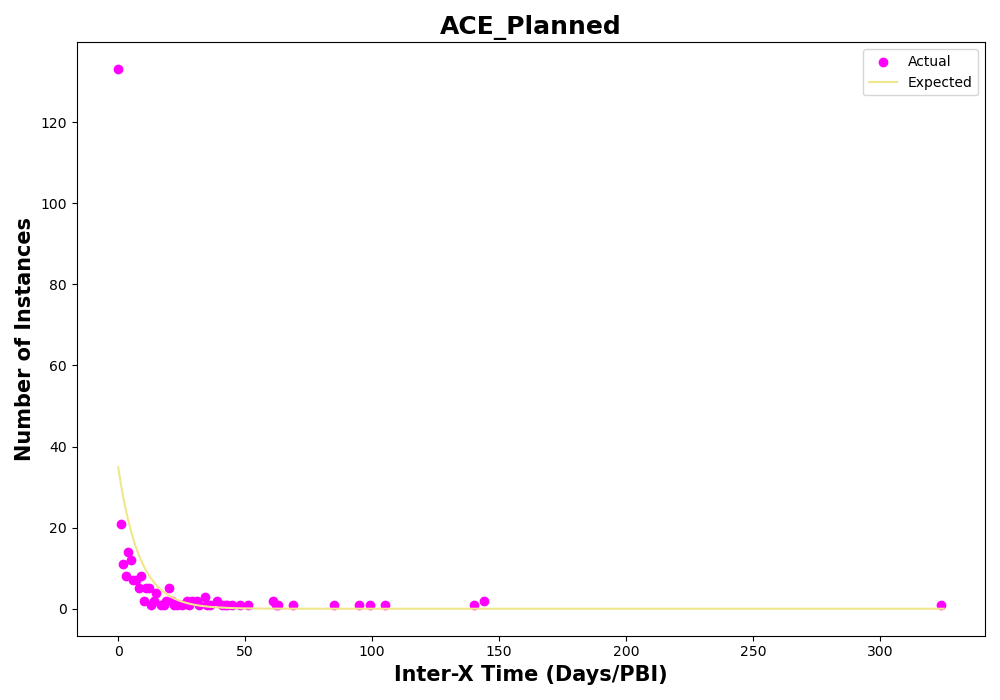 ACE_Planned
Actual
Expected
120
100
80
60
40
20
0
Number of Instances
0 50 100 150 200 250 300
Inter-X Time (Days/PBI)